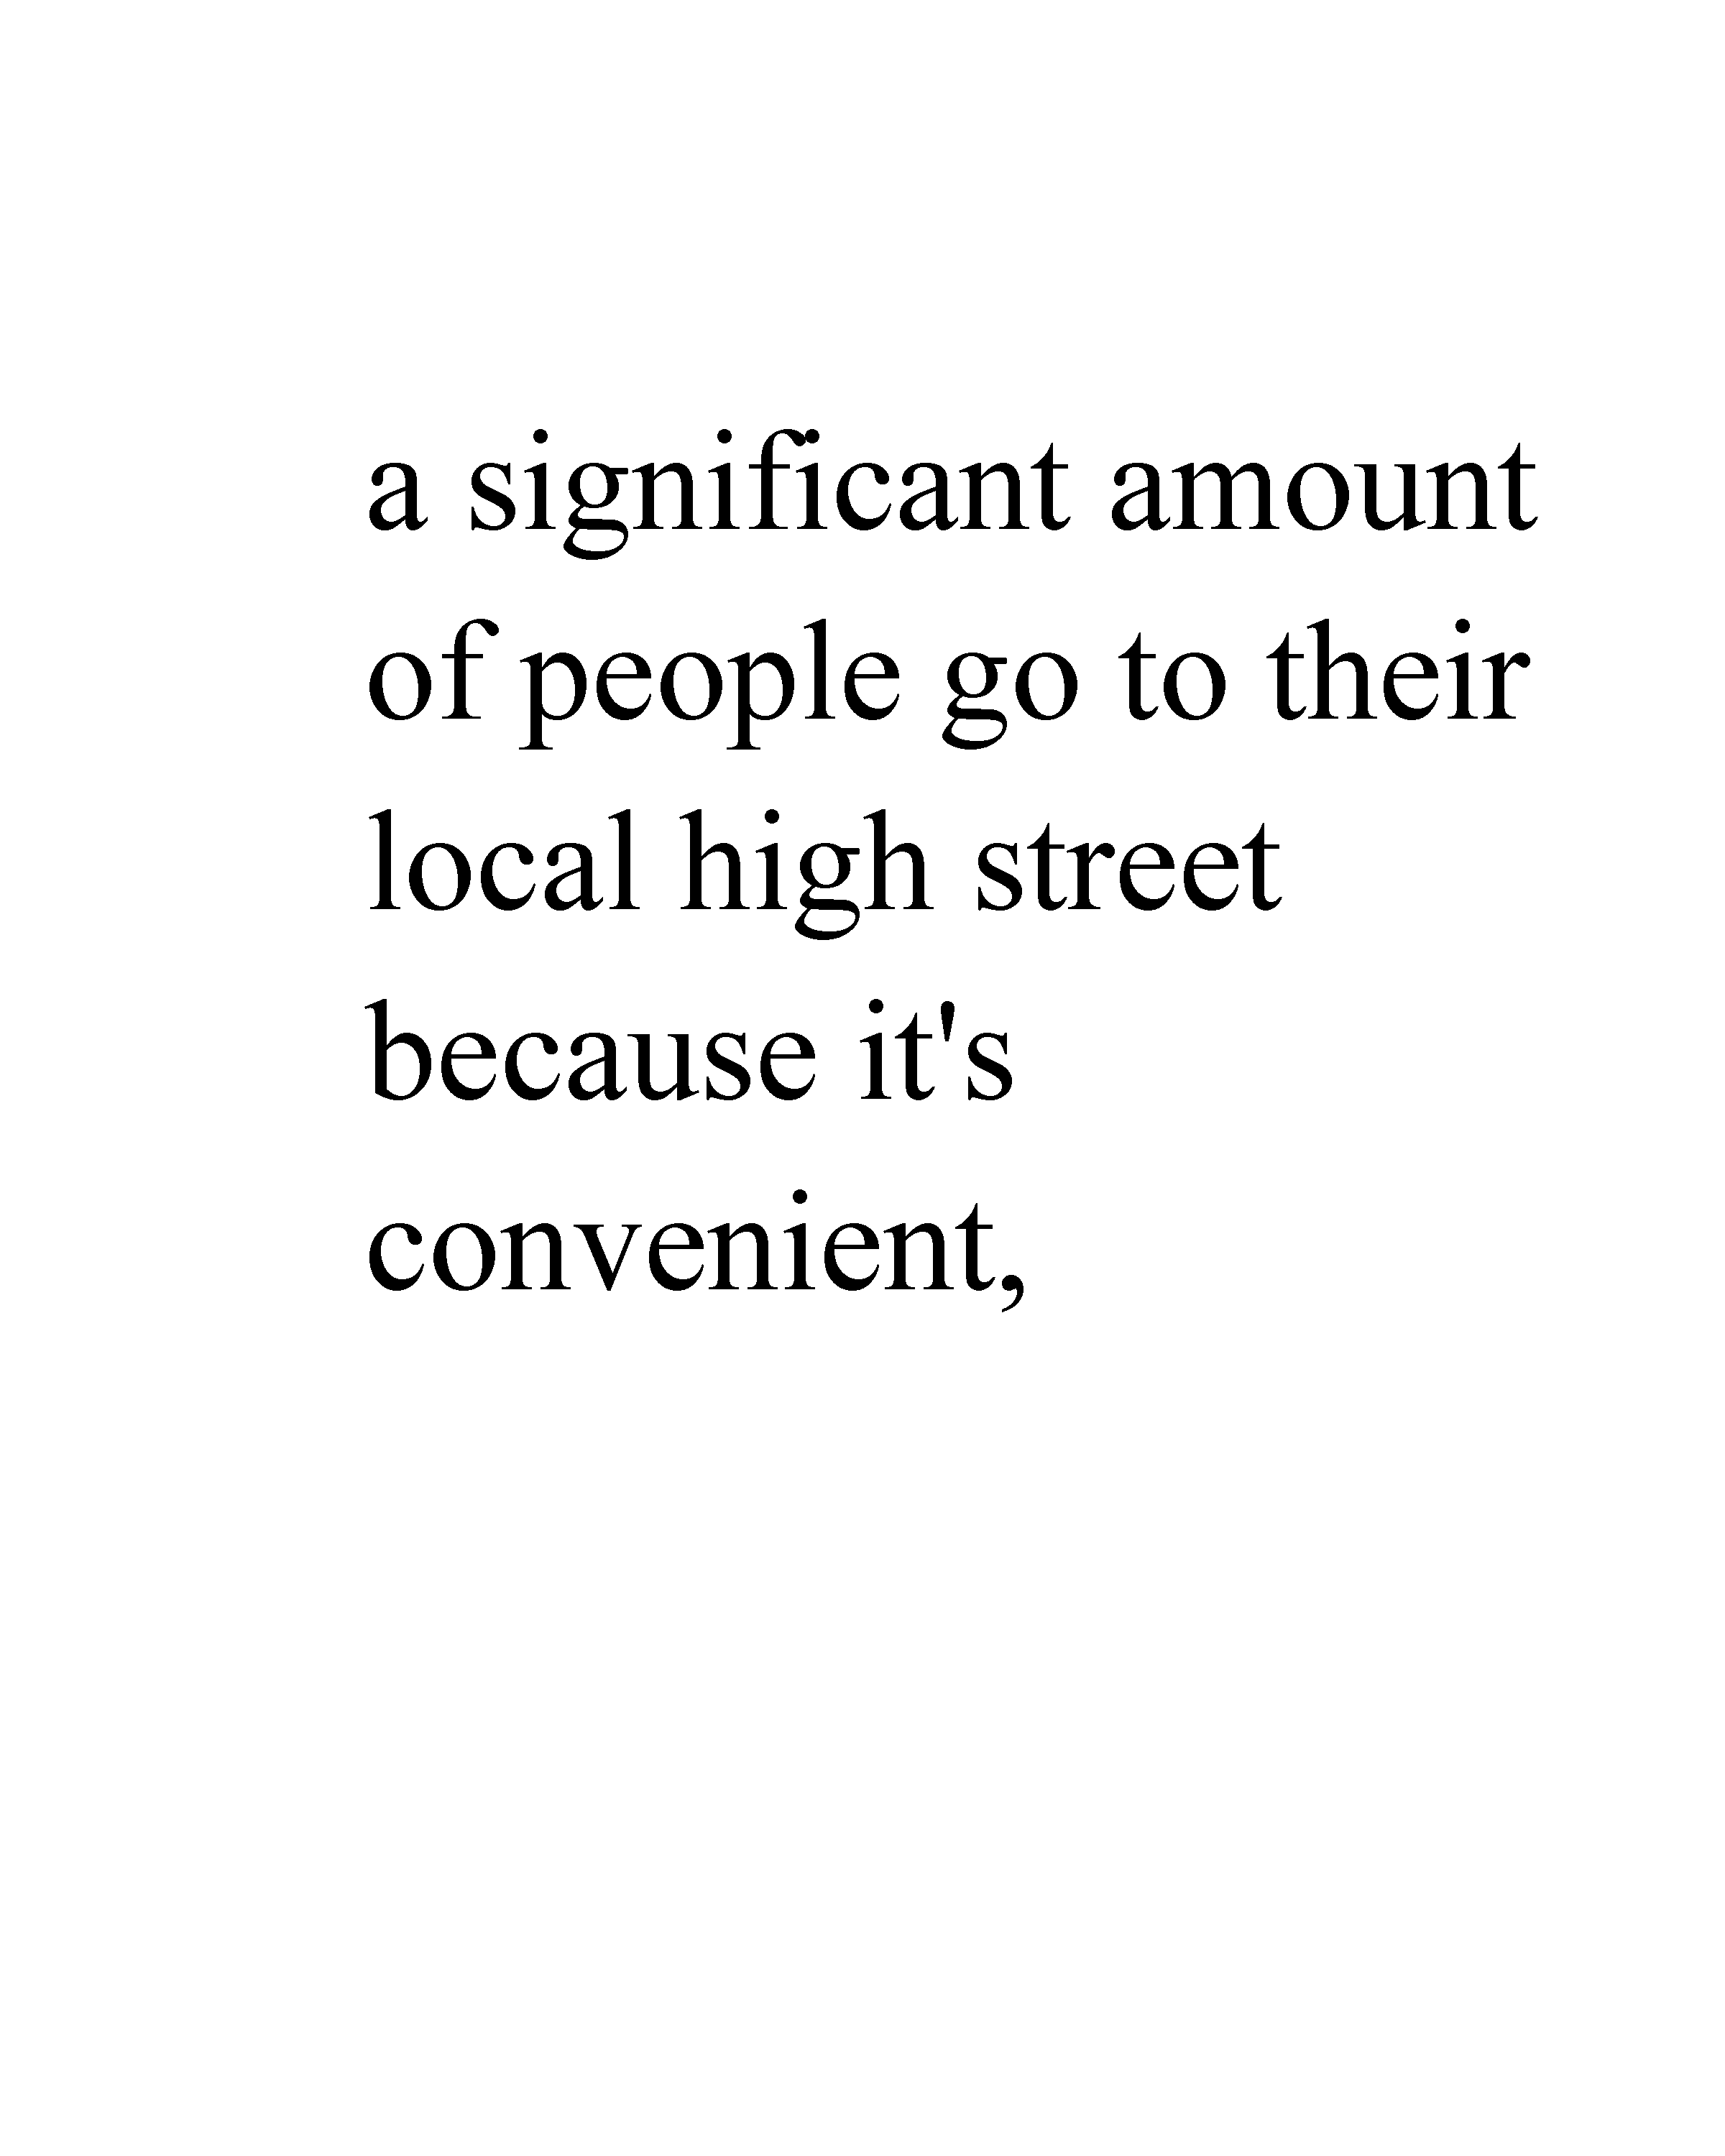 a significant amount
of people go to their
local high street
because it's
convenient,